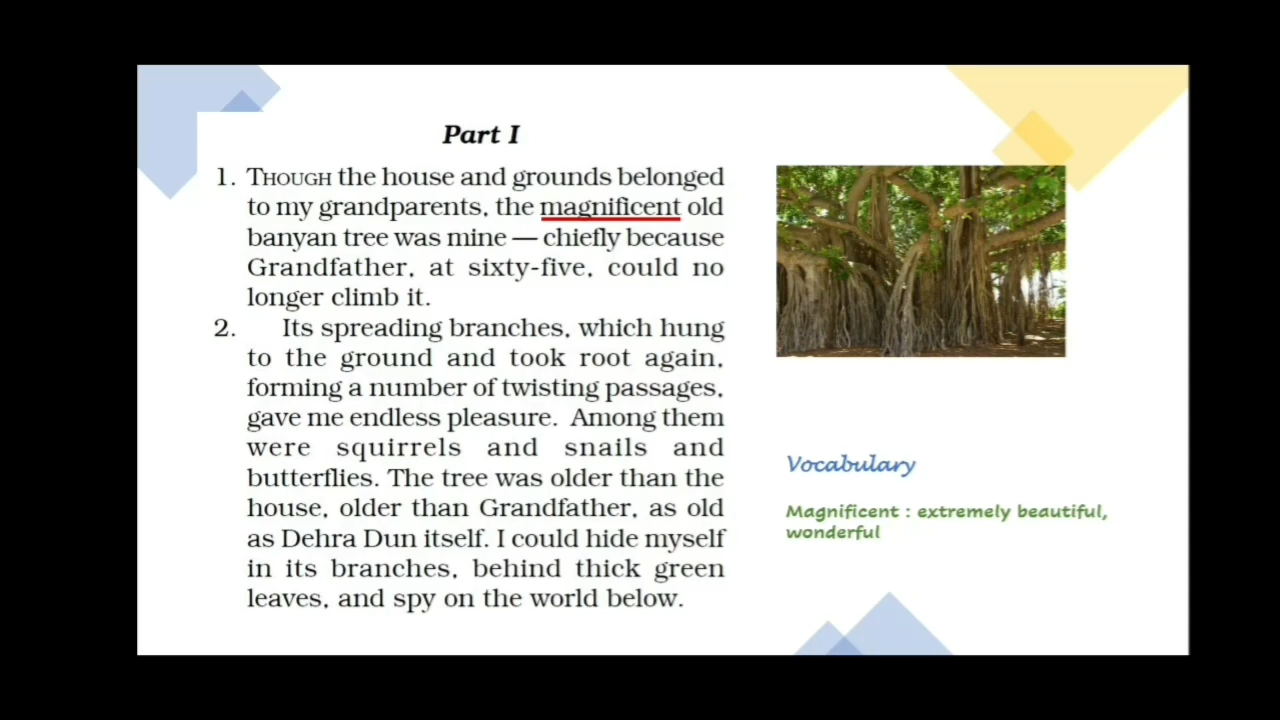 Part I
1. THOUGH the house and grounds belonged
to my grandparents, the magnificent old
banyan tree was mine — chiefly because
Grandfather, at sixty-five, could no
longer climb it.
2. Its spreading branches, which hung
to the ground and took root again,
forming a number of twisting passages,
gave me endless pleasure. Among them
were squirrels and snails and
butterflies. The tree was older than the
house, older than Grandfather, as old
as Dehra Dun itself. I could hide myself
in its branches, behind thick green
leaves, and spy on the world below.
Vocabulary
Magnificent : extremely beautiful,
wonderful